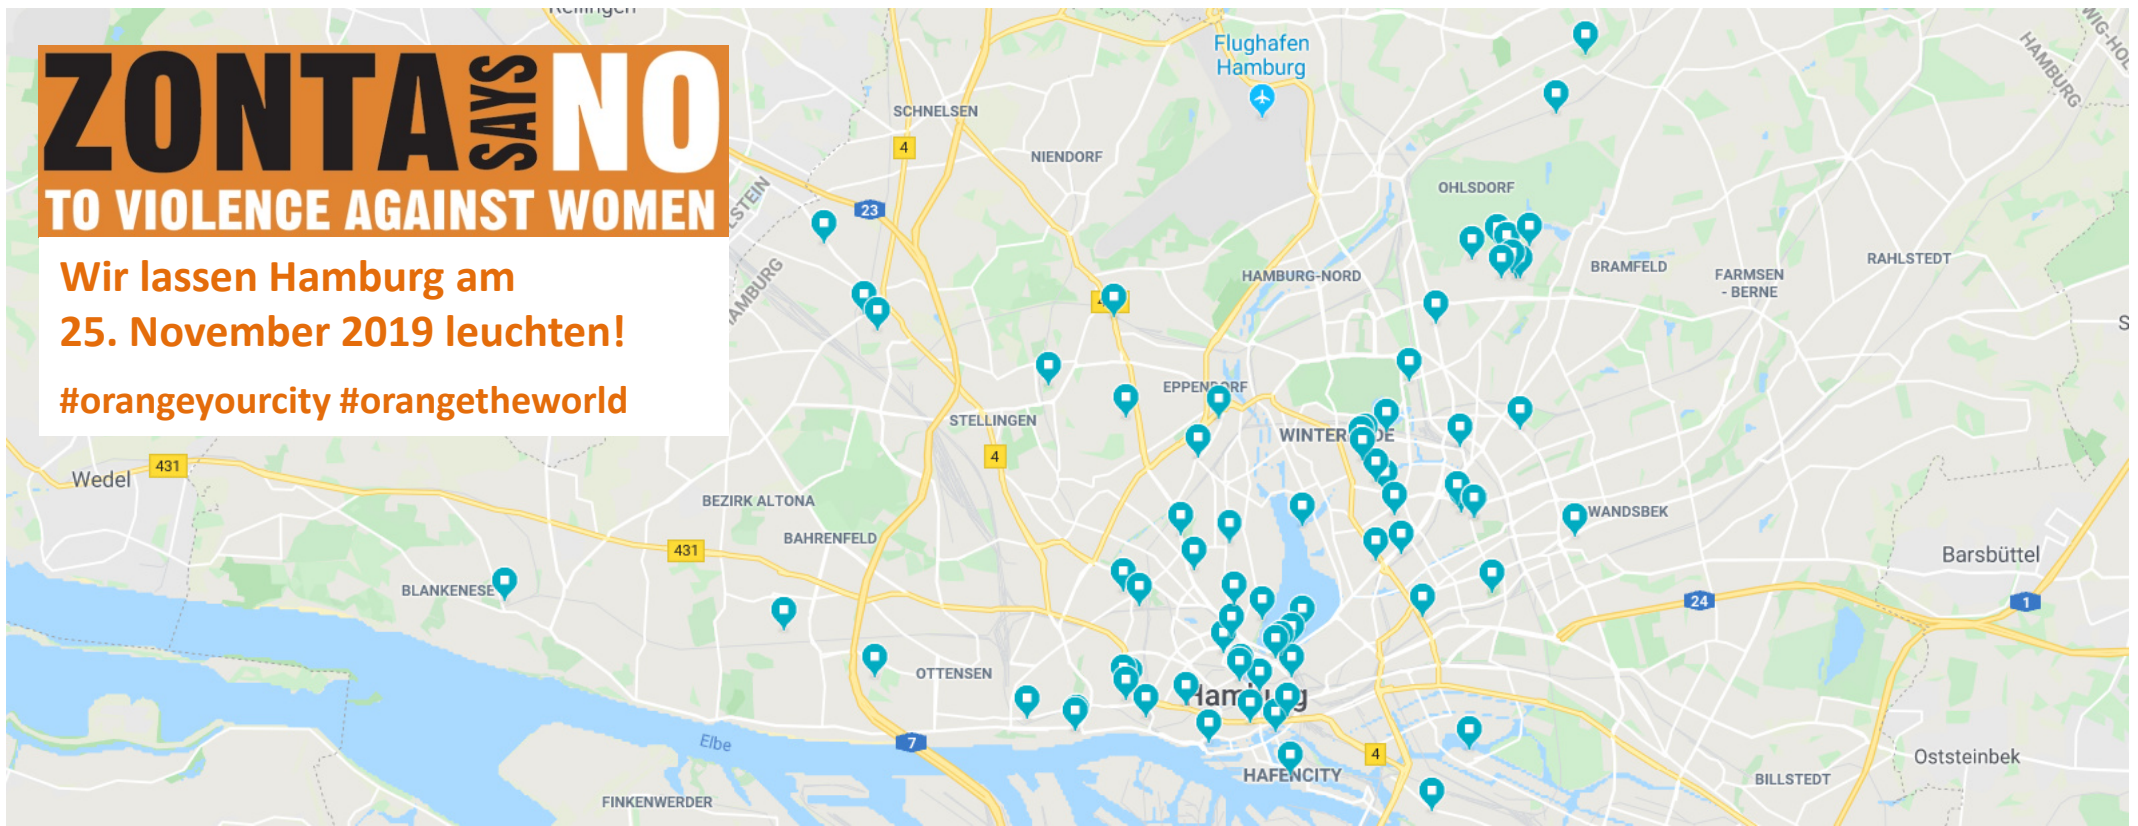 ZONTA SAYS NO
TO VIOLENCE AGAINST WOMEN
Wir lassen Hamburg am
25. November 2019 leuchten!
#orangeyourcity #orangetheworld
Flughafen
Hamburg
HAMBURG
SCHNELSEN
4
NIENDORF
OHLSDORF
23
HAMBURG-NORD
BRAMFELD
FARMSEN
- BERNE
RAHLSTEDT
EPPENDORF
STELLINGEN
4
Wedel
431
BEZIRK ALTONA
WANDSBEK
BAHRENFELD
431
Barsbüttel
BLANKENESE
24
1
OTTENSEN
Hamburg
Elbe
7
4
HAFENCITY
BILLSTEDT
Oststeinbek
FINKENWERDER